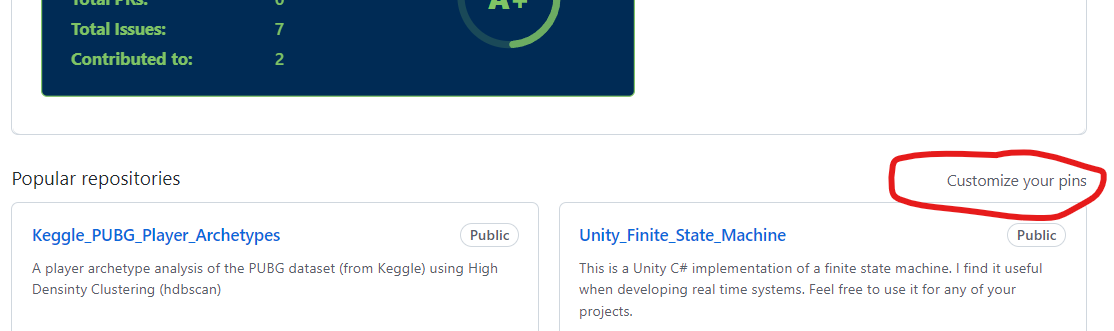 Total PRs: 6
A+
Total Issues: 7
Contributed to: 2
Popular repositories
Customize your pins
Keggle_PUBG_Player_Archetypes Public
A player archetype analysis of the PUBG dataset (from Keggle) using High
Densinty Clustering (hdbscan)
Unity_Finite_State_Machine Public
This is a Unity C# implementation of a finite state machine. I find it useful
when developing real time systems. Feel free to use it for any of your
projects.